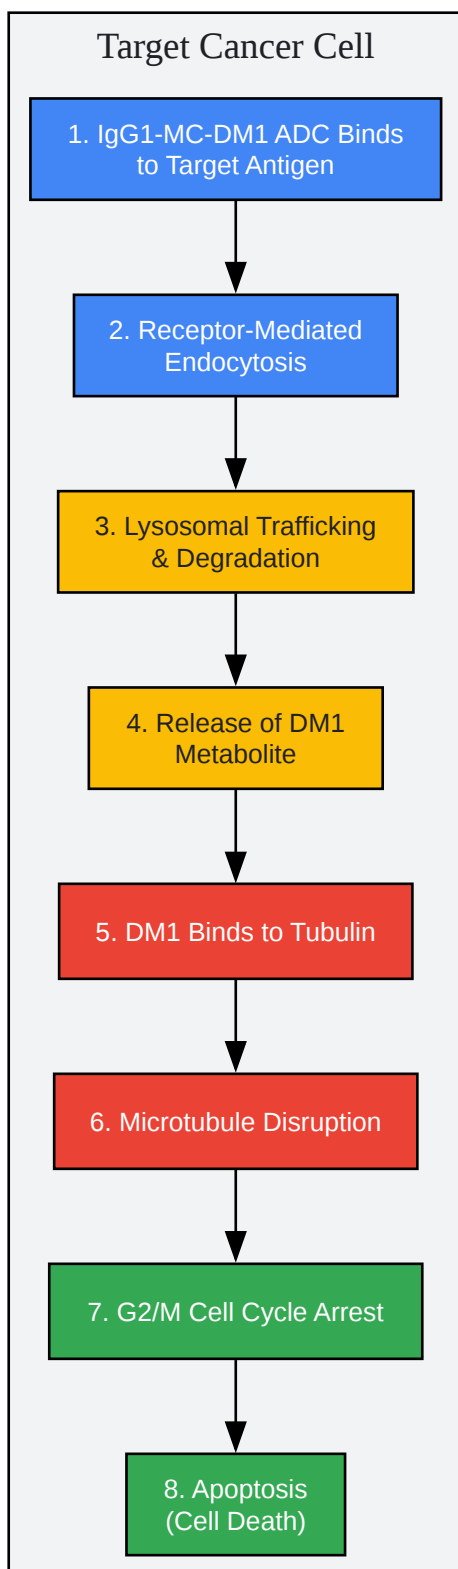 Target Cancer Cell
1. IgG1-MC-DM1 ADC Binds
to Target Antigen
2. Receptor-Mediated
Endocytosis
3. Lysosomal Trafficking
& Degradation
4. Release of DM1
Metabolite
5. DM1 Binds to Tubulin
6. Microtubule Disruption
7. G2/M Cell Cycle Arrest
8. Apoptosis
(Cell Death)